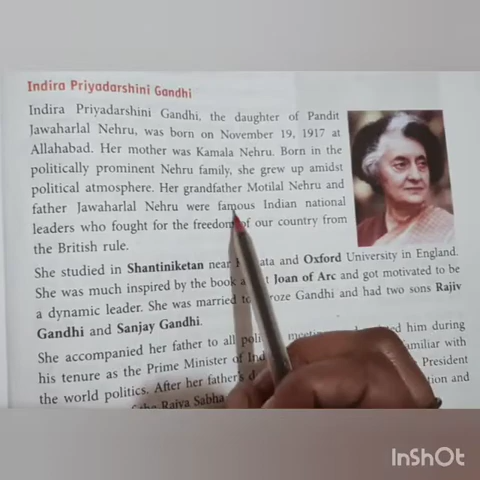 Indira Priyadarshini Gandhi
Indira Priyadarshini Gandhi, the daughter of Pandit
Jawaharlal Nehru, was born on November 19, 1917 at
Allahabad. Her mother was Kamala Nehru. Born in the
politically prominent Nehru family, she grew up amidst
political atmosphere. Her grandfather Motilal Nehru and
father Jawaharlal Nehru were famous Indian national
leaders who fought for the freedom of our country from
the British rule.
She studied in Shantiniketan near and Oxford University in England.
She was much inspired by the book Joan of Arc and got motivated to be
a dynamic leader. She was married to Gandhi and had two sons Rajiv
Gandhi and Sanjay Gandhi.
She accompanied her father to all him during
his tenure as the Prime Minister of with
the world politics. After her father's President
Rajya Sabha and
InShOt